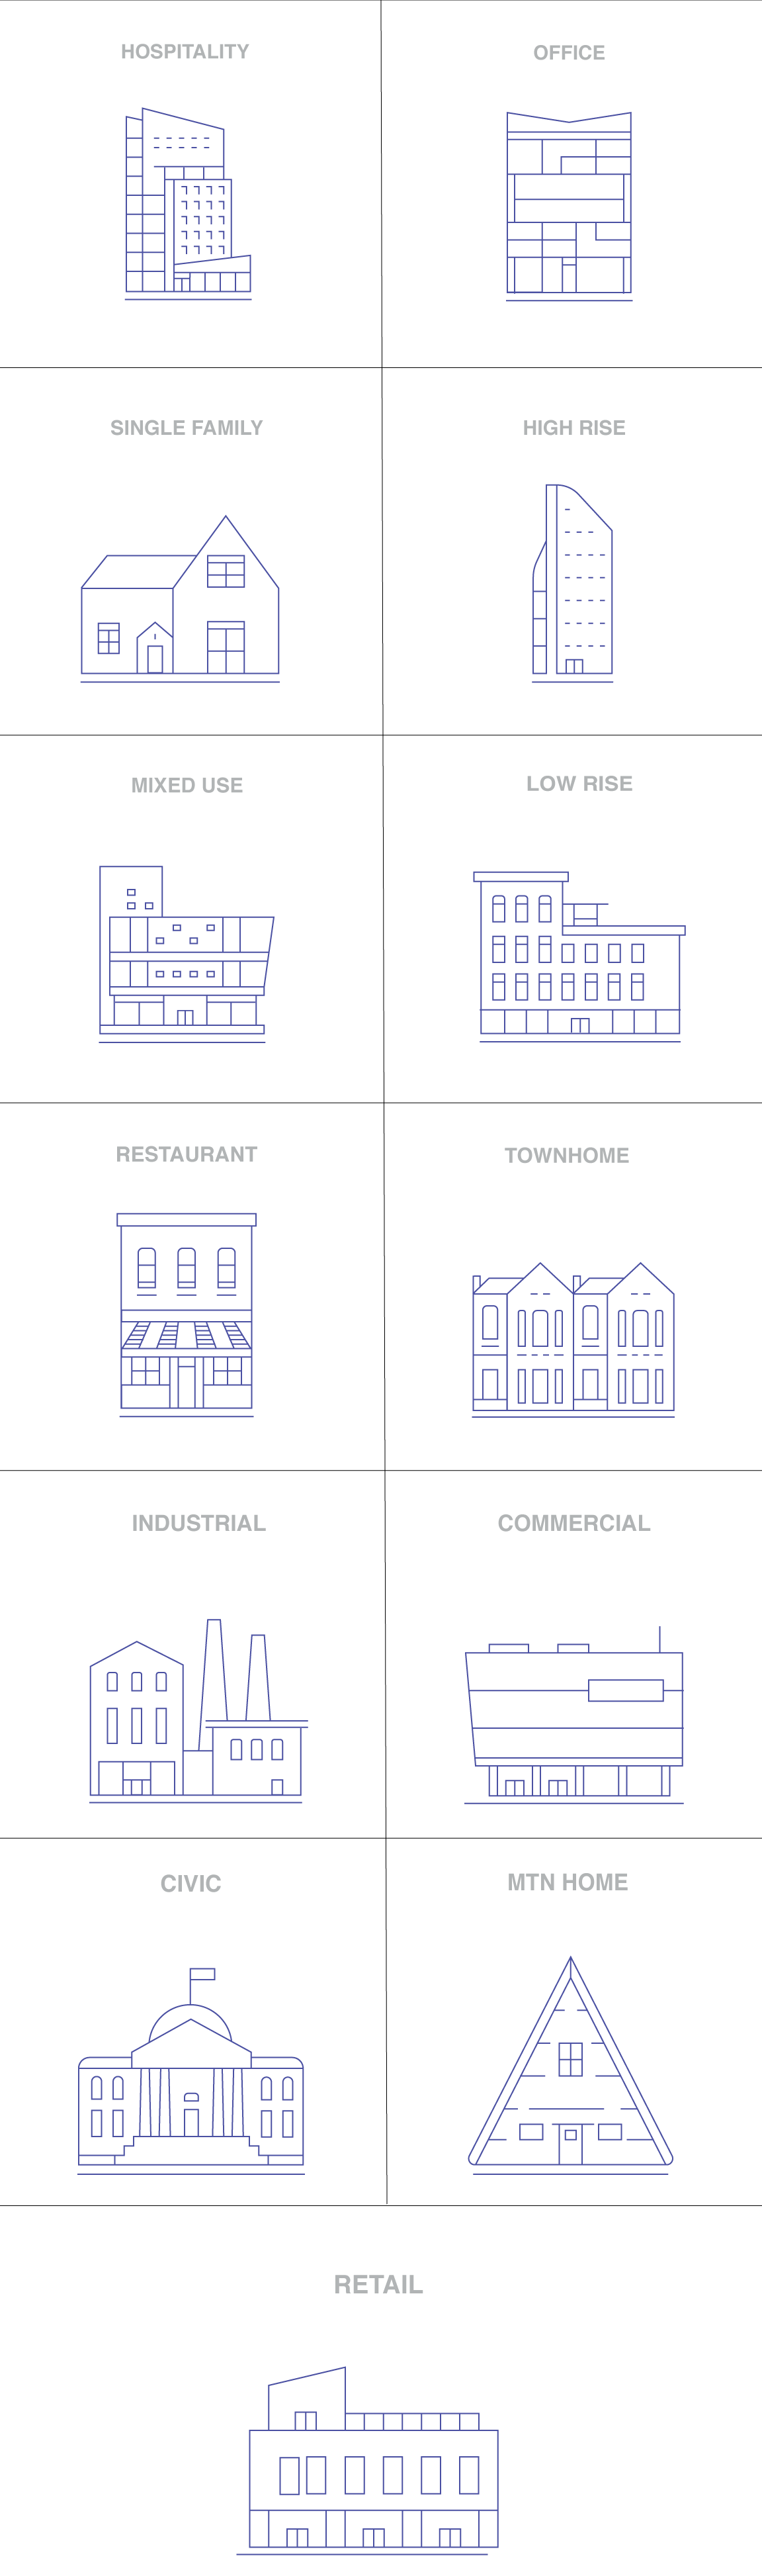 HOSPITALITY
OFFICE
SINGLE FAMILY
HIGH RISE
MIXED USE
LOW RISE
RESTAURANT
TOWNHOME
INDUSTRIAL
COMMERCIAL
CIVIC
MTN HOME
RETAIL